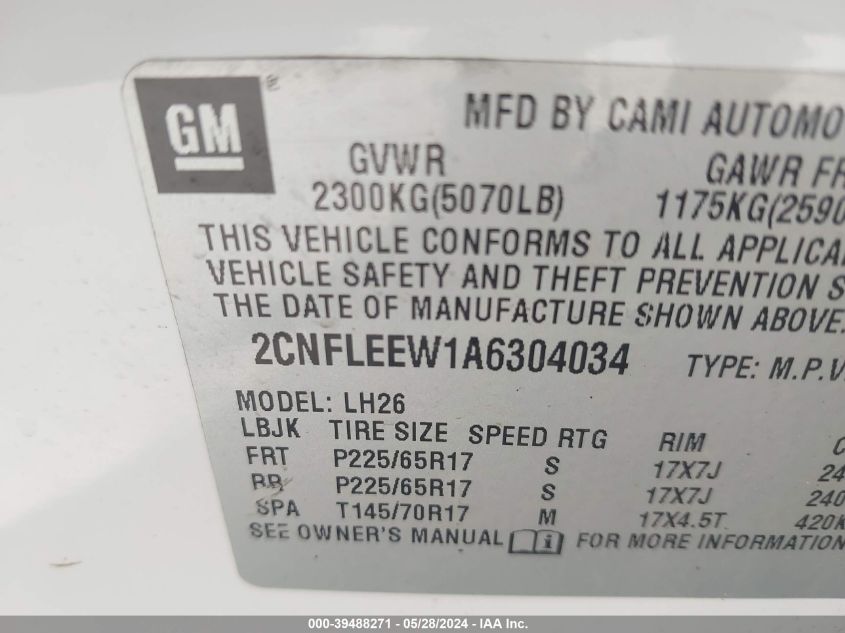 GM
MFD BY CAMI AUTOMO
GVWR GAWR FR
2300KG(5070LB) 1175KG(2590
THIS VEHICLE CONFORMS TO ALL APPLICA
VEHICLE SAFETY AND THEFT PREVENTION S
THE DATE OF MANUFACTURE SHOWN ABOVE.
2CNFLEEW1A6304034 TYPE: M.P.V.
MODEL: LH26
LBJK TIRE SIZE SPEED RTG RIM C
FRT P225/65R17 S 17X7J 24
RR P225/65R17 S 17X7J 240
SPA T145/70R17 M 17X4.5T 420K
SEE OWNER'S MANUAL FOR MORE INFORMATION
000-39488271 - 05/28/2024 - IAA Inc.